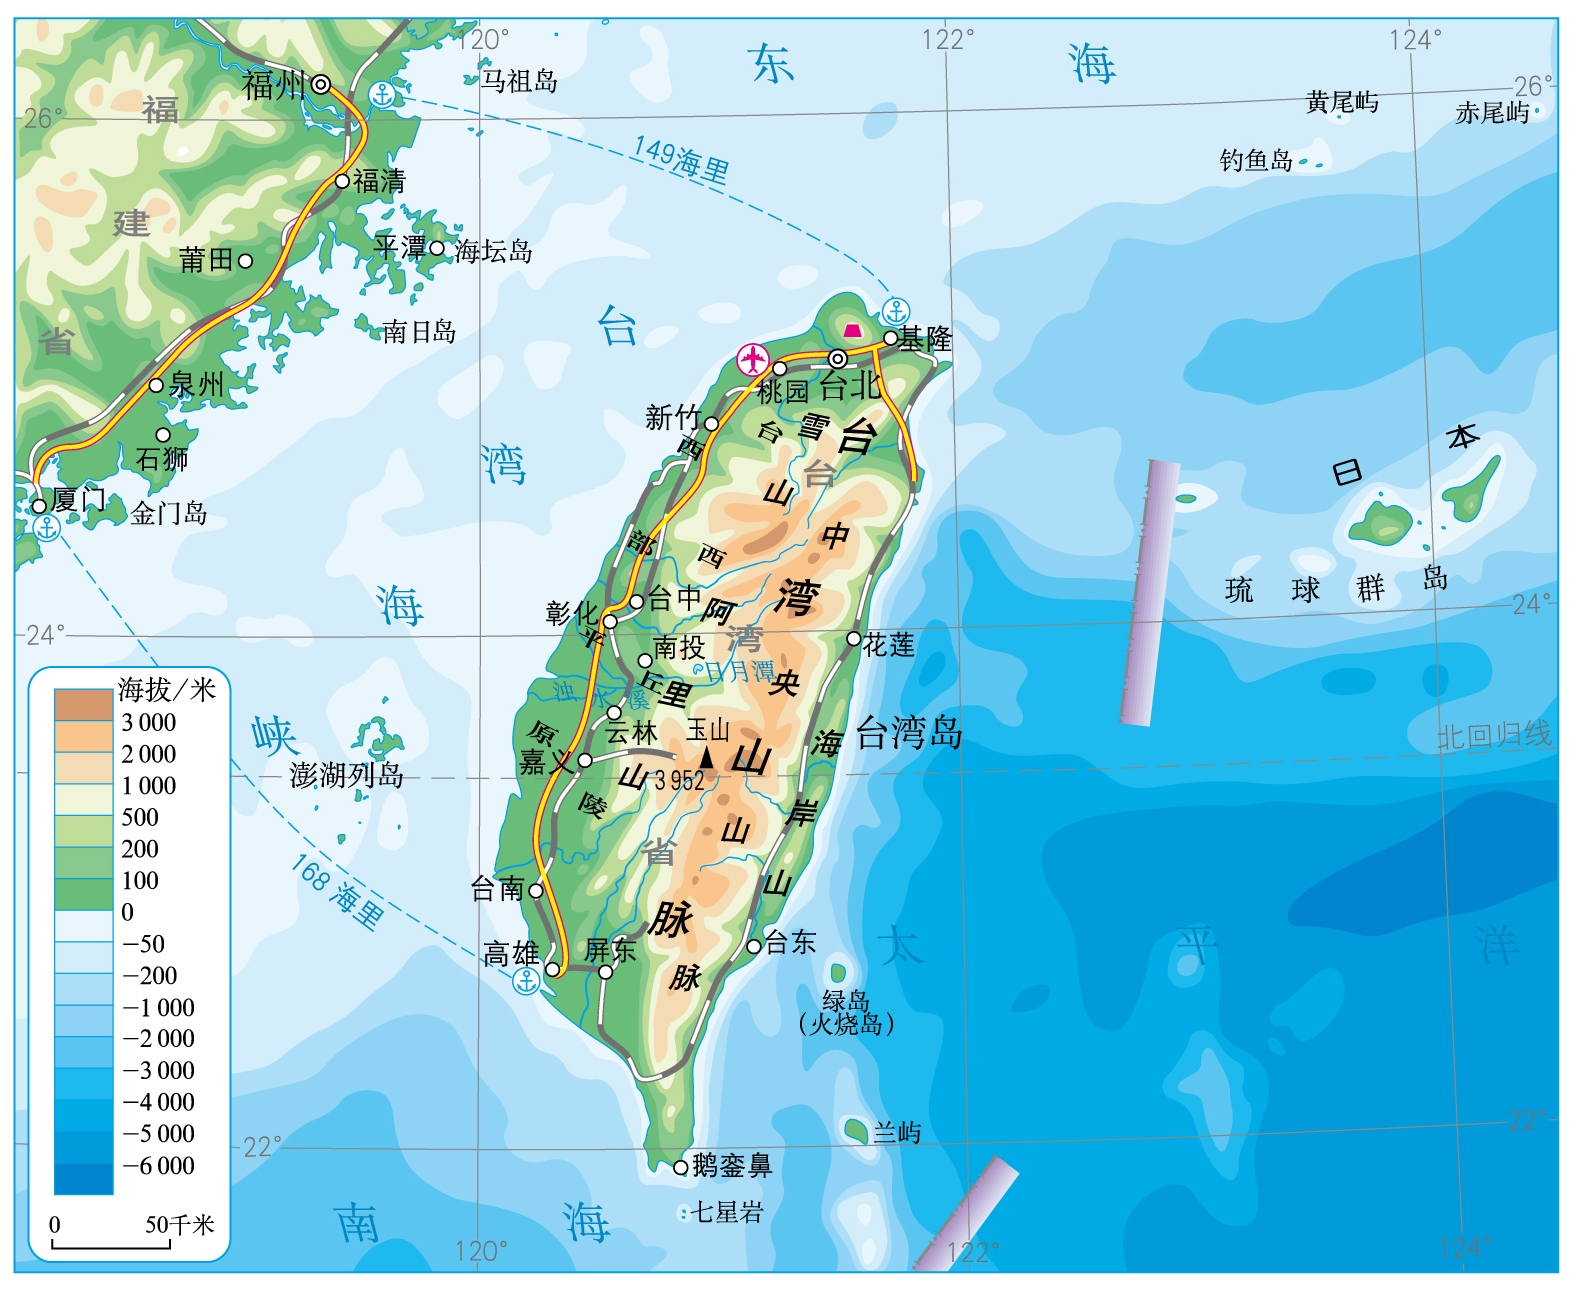 120°
122°
124°
东 海
马祖岛
福州
福
26°
26°
黄尾屿
赤尾屿
149海里
钓鱼岛
福清
建
莆田
平潭
海坛岛
省
南日岛
台
基隆
泉州
桃园
台北
新竹
石狮
湾
厦门
金门岛
西
台
雪
台
台
山
日 本
部
西
中
海
台中
阿
湾
琉 球 群 岛
彰化
平
24°
24°
南投
湾
花莲
日月潭
丘
里
央
浊 水 溪
云林
玉山
原
嘉义
山
3 952
山
海
台湾岛
北回归线
峡
澎湖列岛
陵
山
岸
省
山
168 海里
台南
脉
高雄
屏东
脉
台东
太 平 洋
绿岛
(火烧岛)
兰屿
22°
22°
鹅銮鼻
七星岩
南 海
120°
122°
124°
海拔/米
3 000
2 000
1 000
500
200
100
0
−50
−200
−1 000
−2 000
−3 000
−4 000
−5 000
−6 000
0 50千米